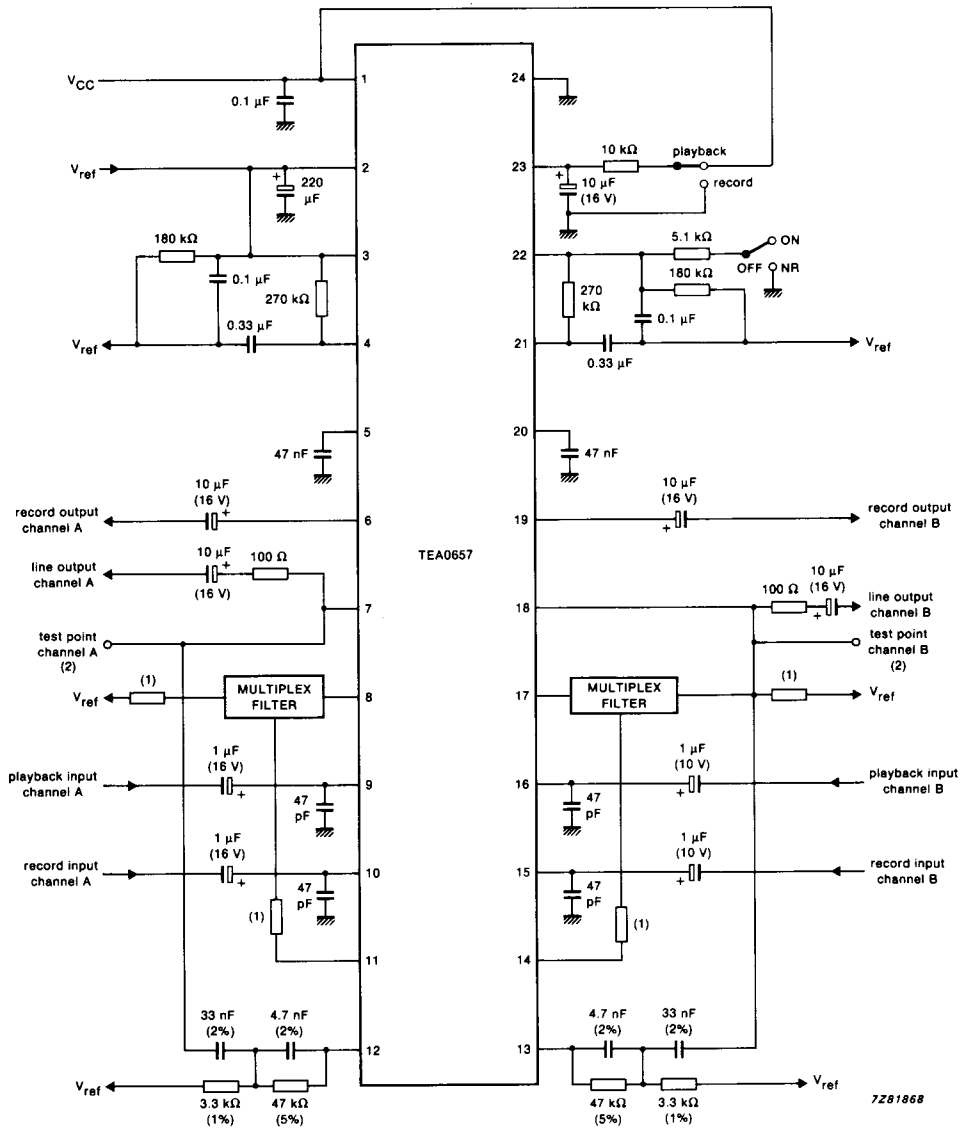 1
24
VCC
0.1 µF
Vref
2
+
220
µF
10 kΩ
playback
23
+
10 µF
(16 V)
record
180 kΩ
3
0.1 µF
270 kΩ
0.33 µF
Vref
4
22
5.1 kΩ
ON
OFF
NR
180 kΩ
270
kΩ
0.1 µF
21
0.33 µF
Vref
5
47 nF
20
47 nF
10 µF
(16 V)
+
record output
channel A
6
10 µF
(16 V)
+
19
record output
channel B
TEA0657
10 µF
(16 V)
+
100 Ω
line output
channel A
7
18
100 Ω
10 µF
(16 V)
+
line output
channel B
test point
channel A
(2)
test point
channel B
(2)
Vref
(1)
MULTIPLEX
FILTER
8
17
MULTIPLEX
FILTER
(1)
Vref
1 µF
(16 V)
+
playback input
channel A
9
47
pF
16
47
pF
1 µF
(10 V)
+
playback input
channel B
1 µF
(16 V)
+
record input
channel A
10
47
pF
15
47
pF
1 µF
(10 V)
+
record input
channel B
(1)
11
14
(1)
33 nF
(2%)
4.7 nF
(2%)
12
13
4.7 nF
(2%)
33 nF
(2%)
Vref
3.3 kΩ
(1%)
47 kΩ
(5%)
47 kΩ
(5%)
3.3 kΩ
(1%)
Vref
7Z81868